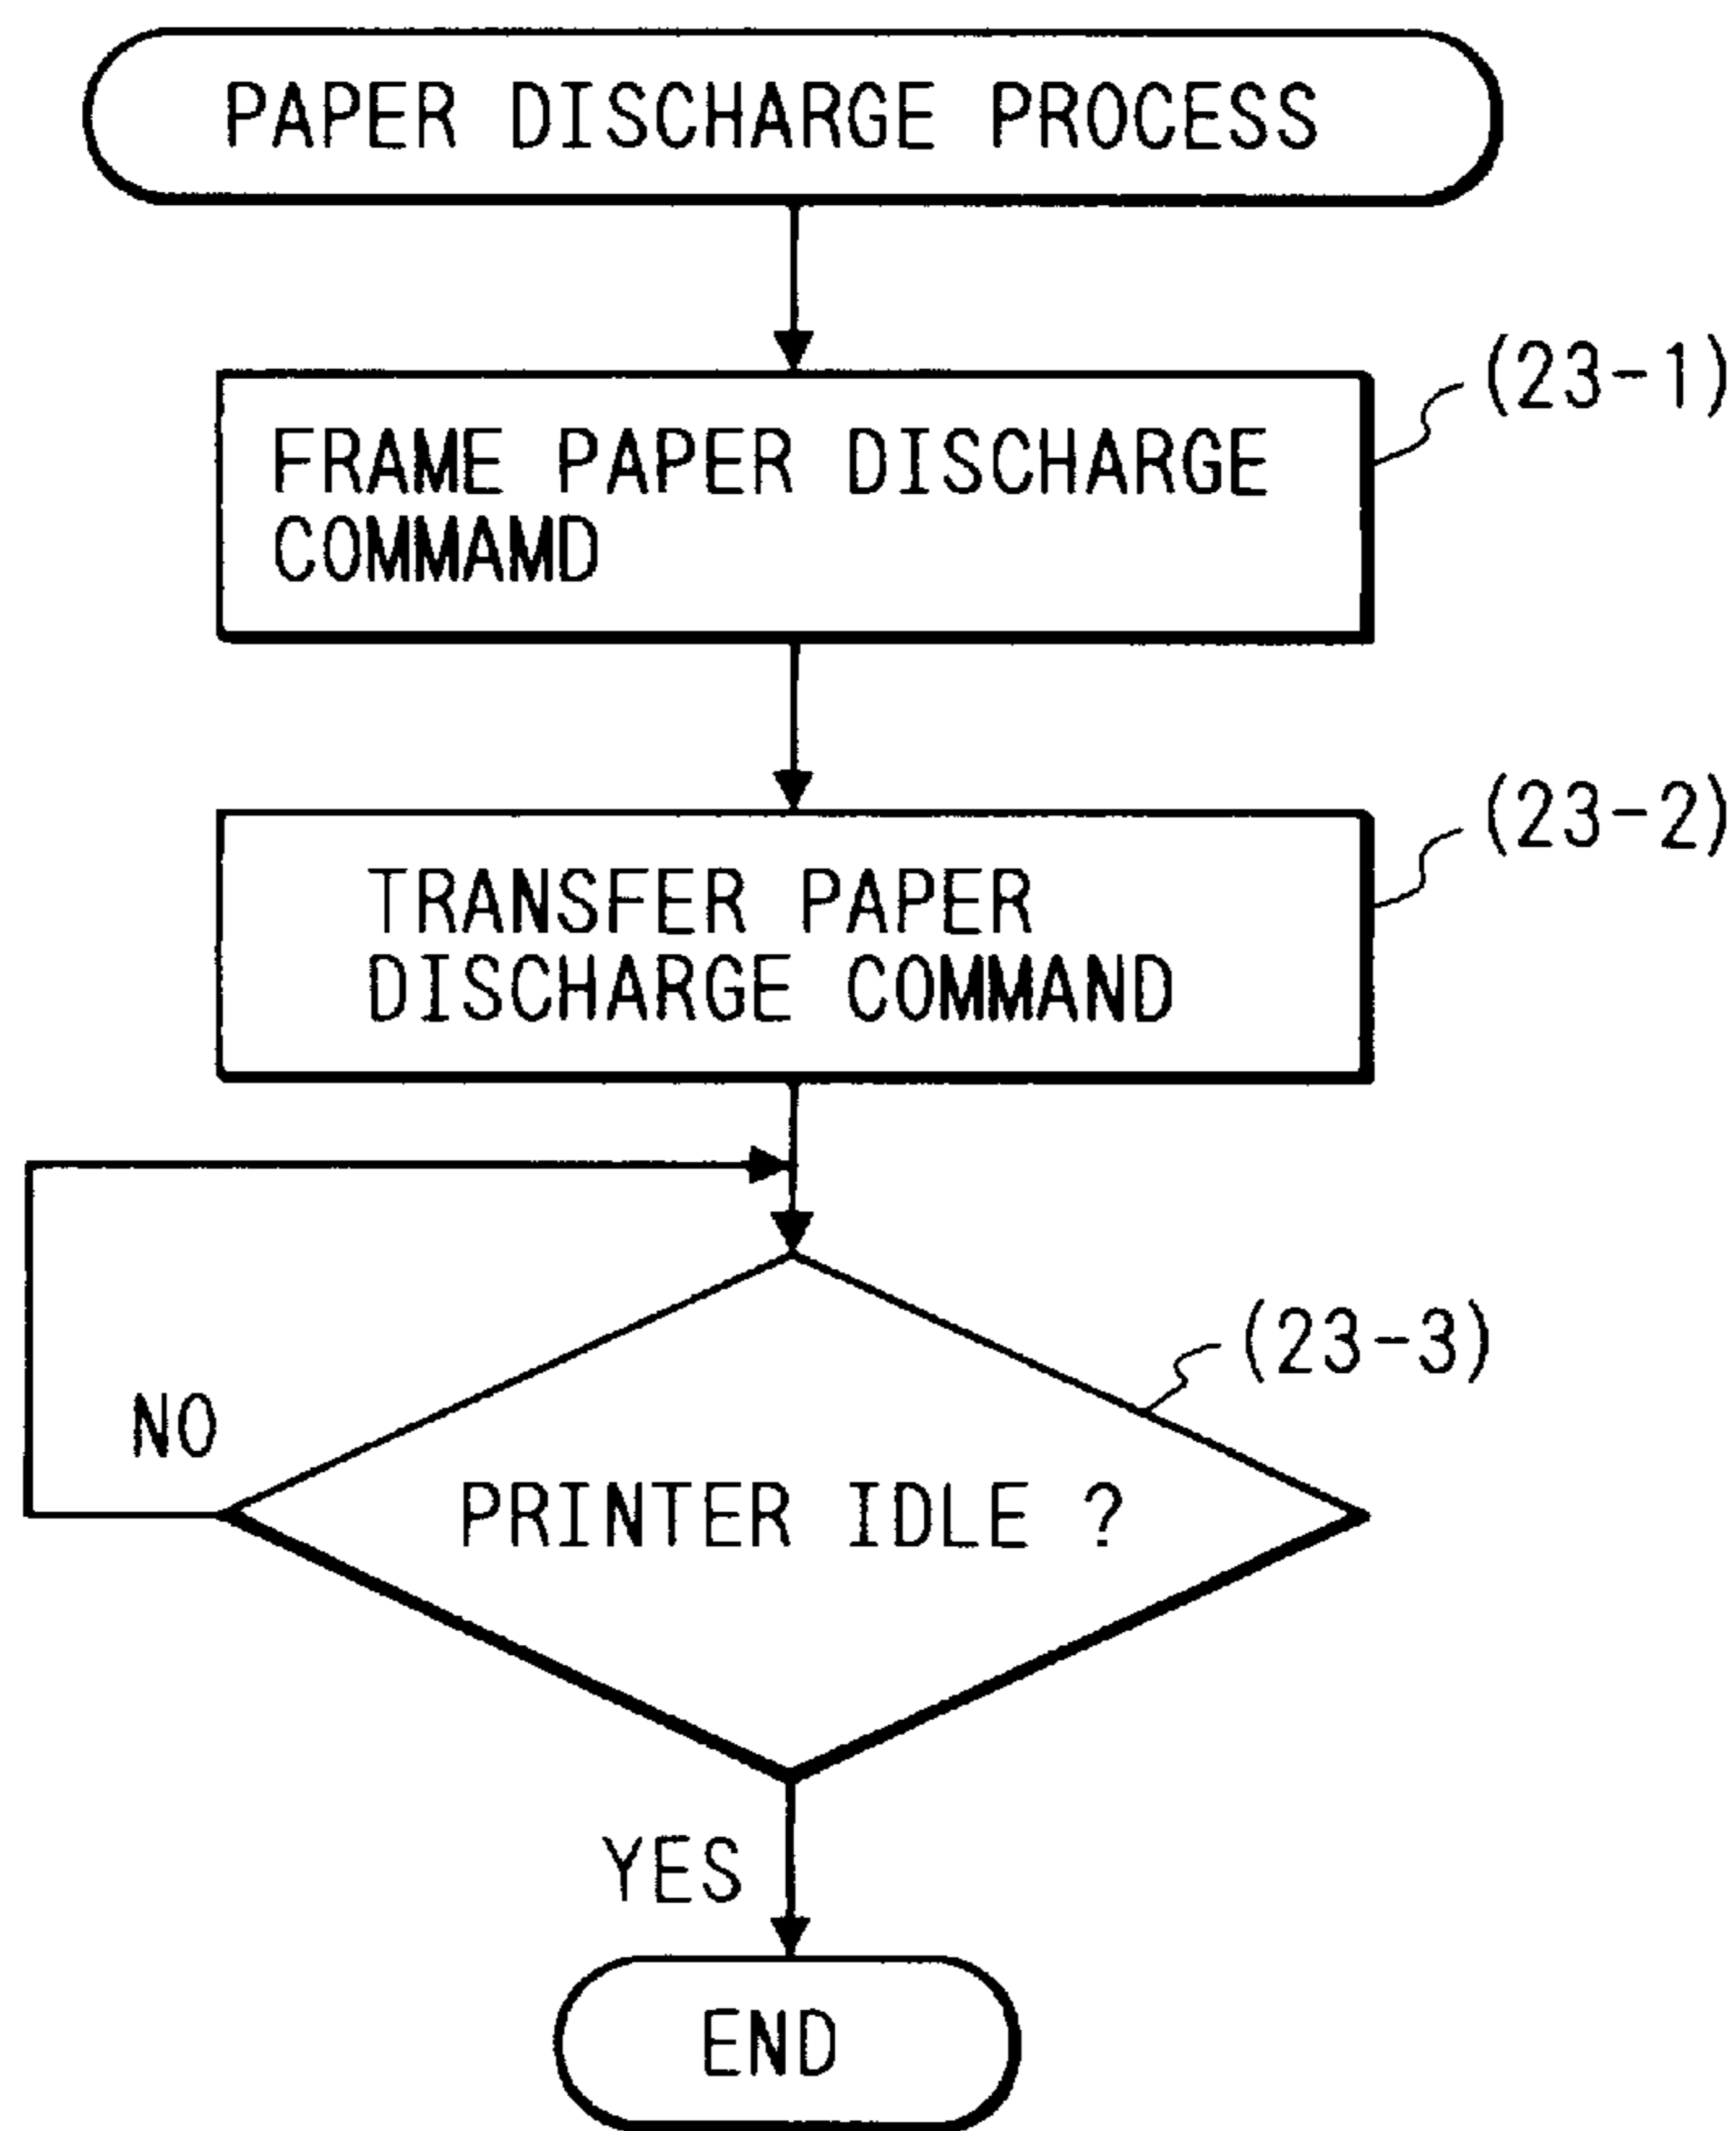 PAPER DISCHARGE PROCESS
(23-1)
FRAME PAPER DISCHARGE
COMMAMD
(23-2)
TRANSFER PAPER
DISCHARGE COMMAND
(23-3)
NO
PRINTER IDLE ?
YES
END